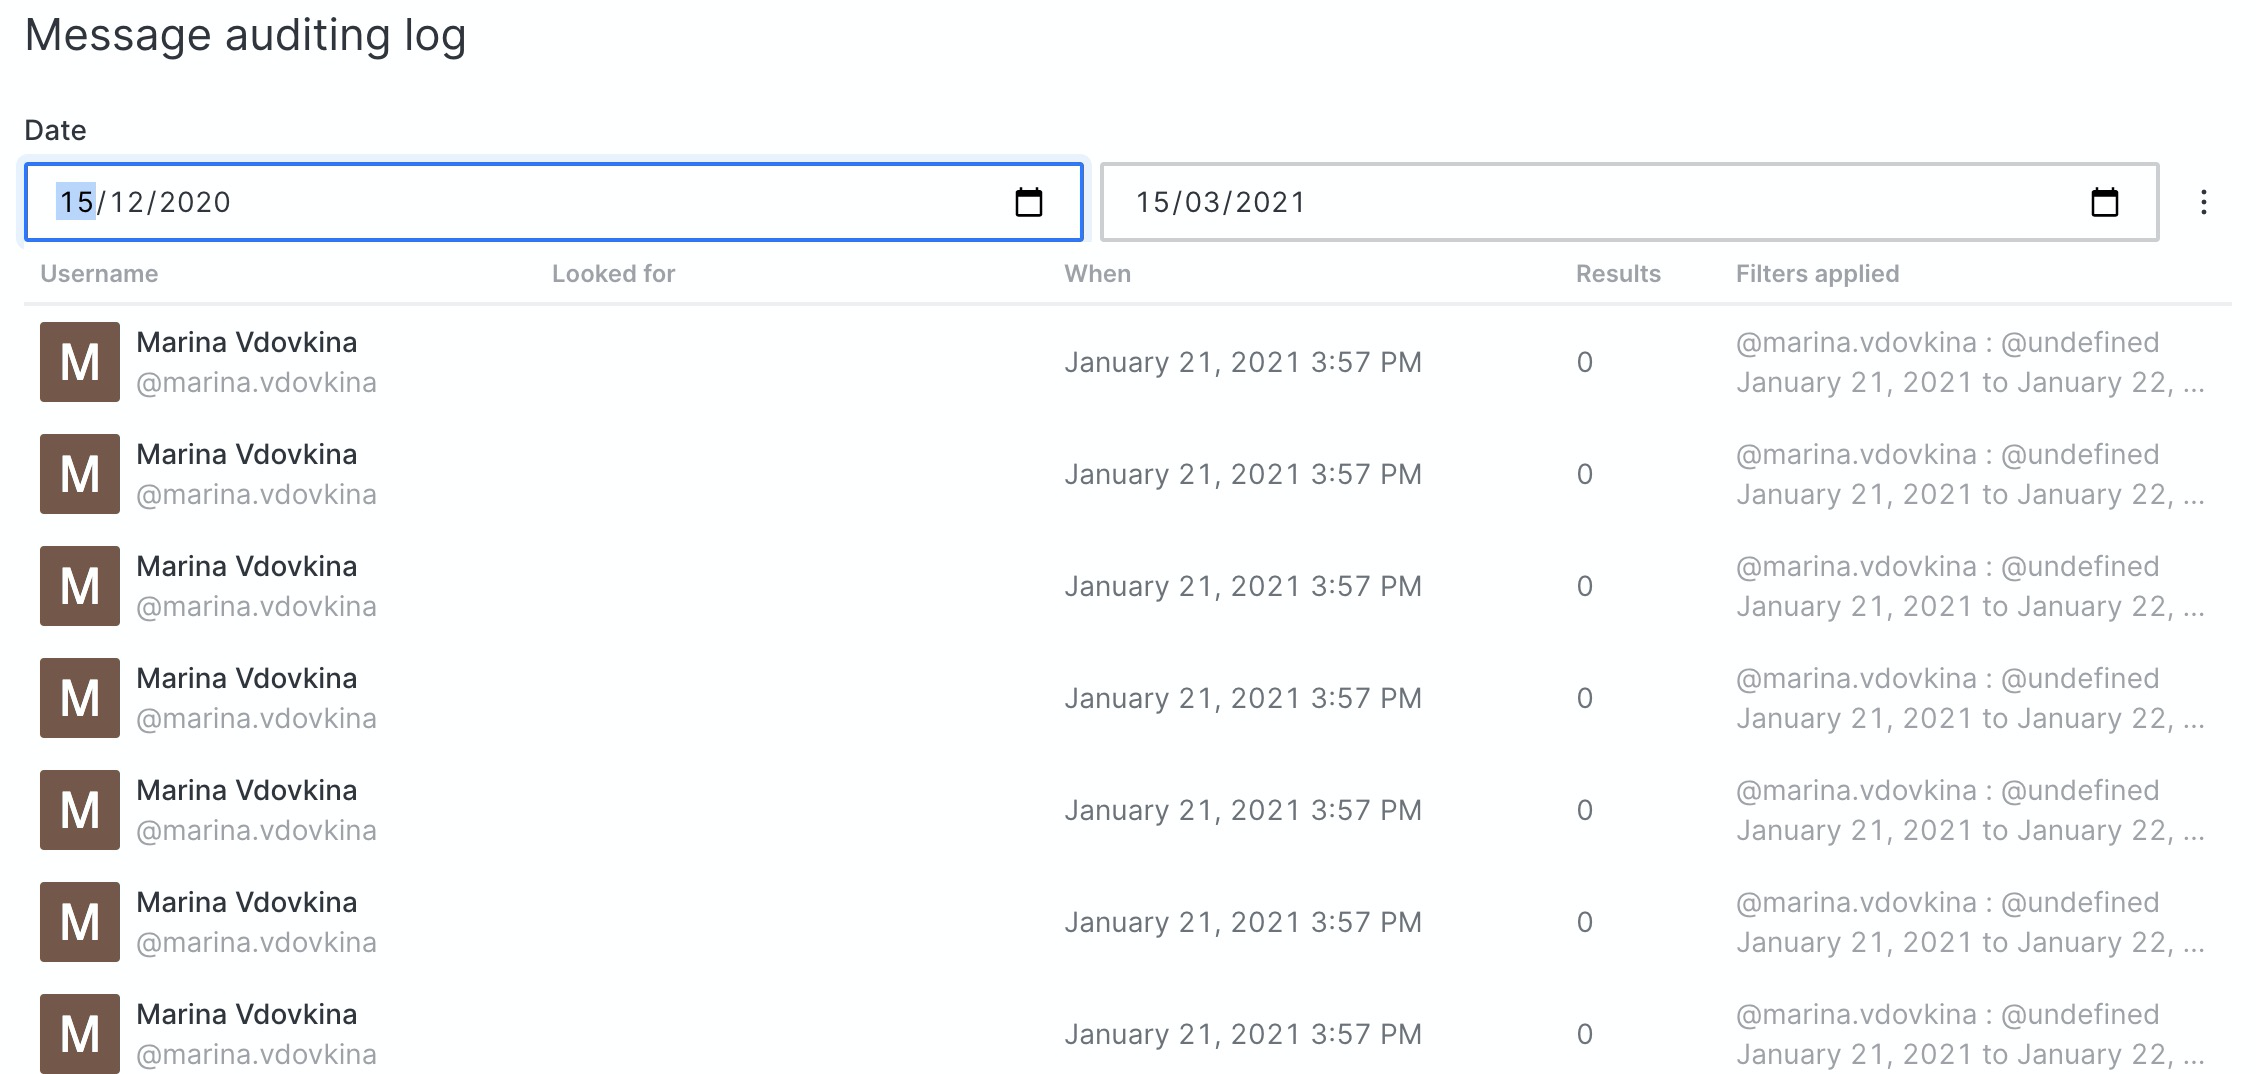 Message auditing log
Date
15/12/2020 15/03/2021
Username Looked for When Results Filters applied
M Marina Vdovkina January 21, 2021 3:57 PM 0 @marina.vdovkina : @undefined
@marina.vdovkina January 21, 2021 to January 22, ...
M Marina Vdovkina January 21, 2021 3:57 PM 0 @marina.vdovkina : @undefined
@marina.vdovkina January 21, 2021 to January 22, ...
M Marina Vdovkina January 21, 2021 3:57 PM 0 @marina.vdovkina : @undefined
@marina.vdovkina January 21, 2021 to January 22, ...
M Marina Vdovkina January 21, 2021 3:57 PM 0 @marina.vdovkina : @undefined
@marina.vdovkina January 21, 2021 to January 22, ...
M Marina Vdovkina January 21, 2021 3:57 PM 0 @marina.vdovkina : @undefined
@marina.vdovkina January 21, 2021 to January 22, ...
M Marina Vdovkina January 21, 2021 3:57 PM 0 @marina.vdovkina : @undefined
@marina.vdovkina January 21, 2021 to January 22, ...
M Marina Vdovkina January 21, 2021 3:57 PM 0 @marina.vdovkina : @undefined
@marina.vdovkina January 21, 2021 to January 22, ...